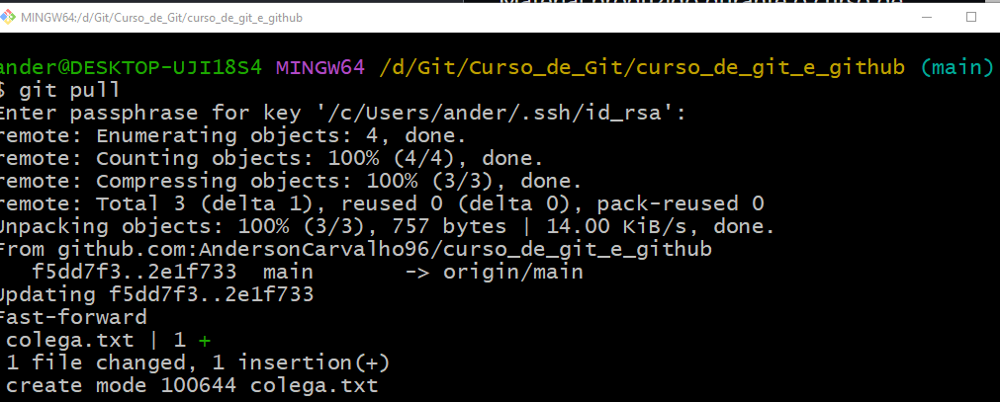 MINGW64:/d/Git/Curso_de_Git/curso_de_git_e_github
ander@DESKTOP-UJI18S4 MINGW64 /d/Git/Curso_de_Git/curso_de_git_e_github (main)
$ git pull
Enter passphrase for key '/c/Users/ander/.ssh/id_rsa':
remote: Enumerating objects: 4, done.
remote: Counting objects: 100% (4/4), done.
remote: Compressing objects: 100% (3/3), done.
remote: Total 3 (delta 1), reused 0 (delta 0), pack-reused 0
Unpacking objects: 100% (3/3), 757 bytes | 14.00 KiB/s, done.
From github.com:AndersonCarvalho96/curso_de_git_e_github
f5dd7f3..2e1f733  main       -> origin/main
Updating f5dd7f3..2e1f733
Fast-forward
colega.txt | 1 +
1 file changed, 1 insertion(+)
create mode 100644 colega.txt